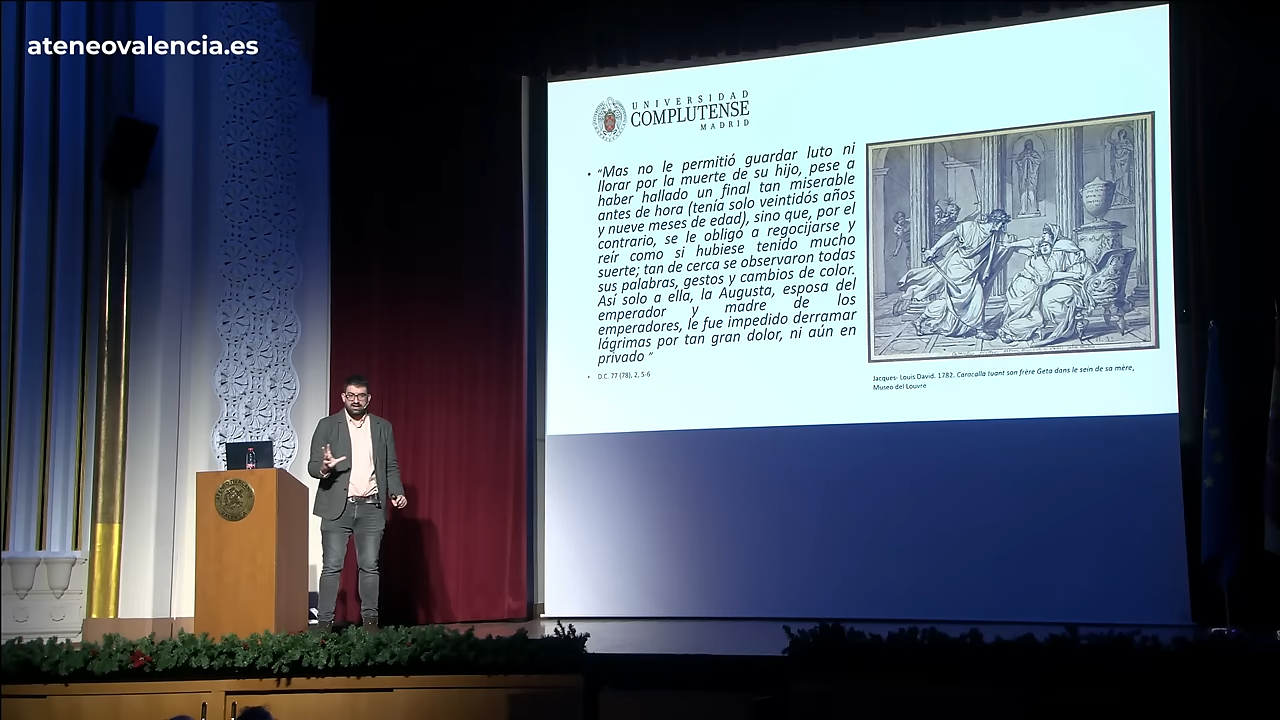 ateneovalencia.es
UNIVERSIDAD
COMPLUTENSE
MADRID
• “Mas no le permitió guardar luto ni
llorar por la muerte de su hijo, pese a
haber hallado un final tan miserable
antes de hora (tenía solo veintidós años
y nueve meses de edad), sino que, por el
contrario, se le obligó a regocijarse y
reír como si hubiese tenido mucho
suerte; tan de cerca se observaron todas
sus palabras, gestos y cambios de color.
Así solo a ella, la Augusta, esposa del
emperador y madre de los
emperadores, le fue impedido derramar
lágrimas por tan gran dolor, ni aún en
privado ”
• D.C. 77 (78), 2, 5-6
Jacques- Louis David. 1782. Caracalla tuant son frère Geta dans le sein de sa mère,
Museo del Louvre